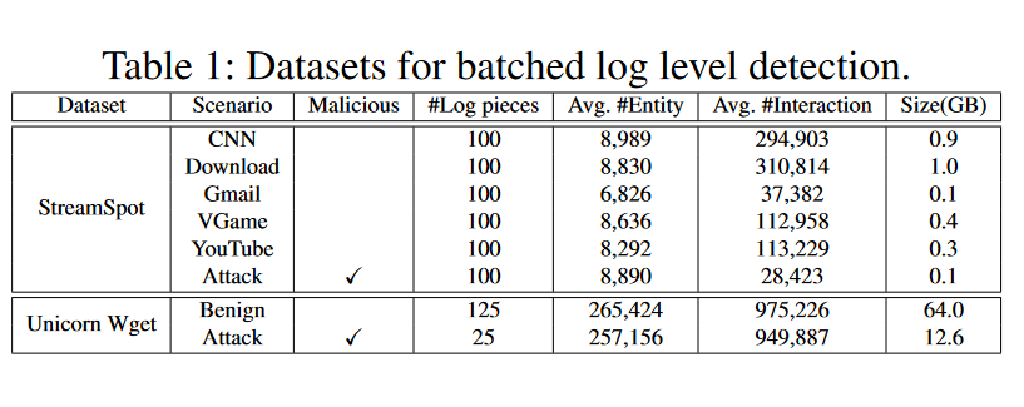 Table 1: Datasets for batched log level detection.
Dataset Scenario Malicious #Log pieces Avg. #Entity Avg. #Interaction Size(GB)
StreamSpot
CNN 100 8,989 294,903 0.9
Download 100 8,830 310,814 1.0
Gmail 100 6,826 37,382 0.1
VGame 100 8,636 112,958 0.4
YouTube 100 8,292 113,229 0.3
Attack ✓ 100 8,890 28,423 0.1
Unicorn Wget
Benign 125 265,424 975,226 64.0
Attack ✓ 25 257,156 949,887 12.6